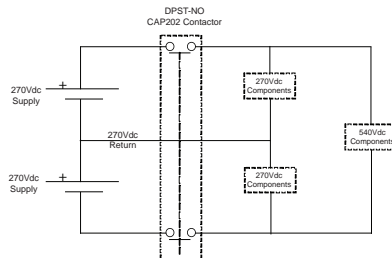 DPST-NO
CAP202 Contactor
+
270Vdc
Supply
270Vdc
Components
270Vdc
Return
540Vdc
Components
+
270Vdc
Supply
270Vdc
Components